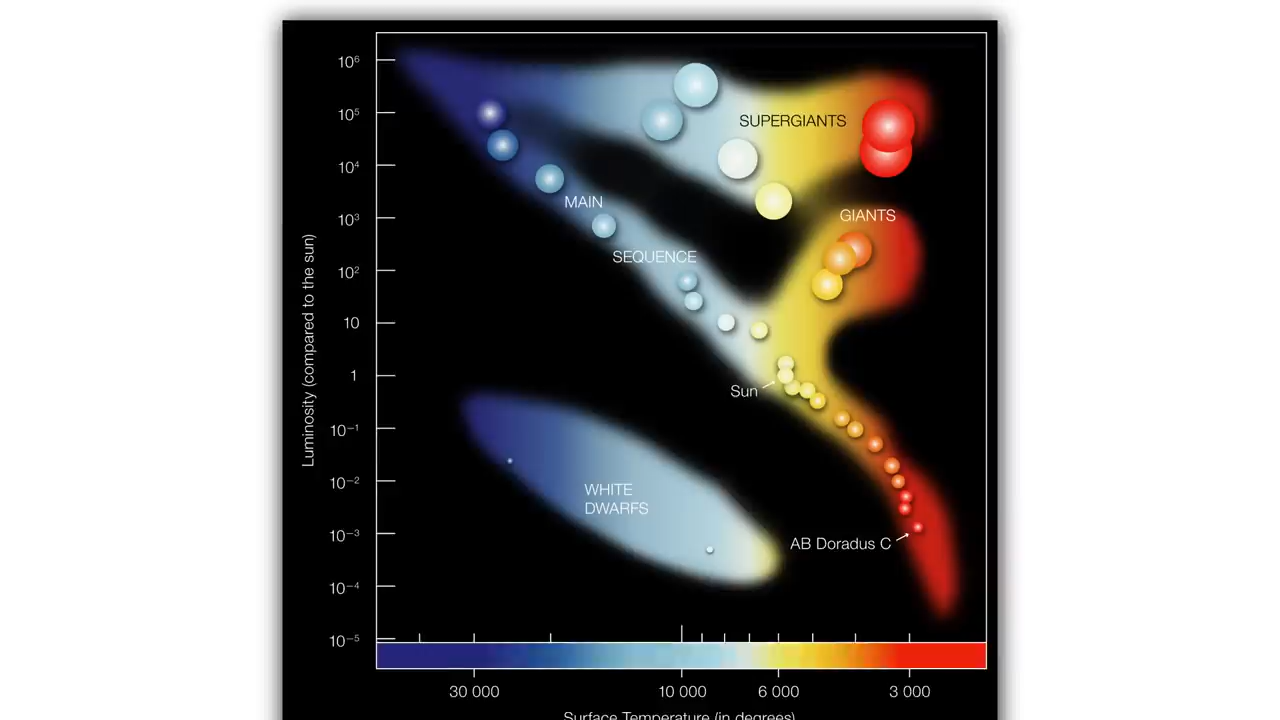 10⁶
10⁵
SUPERGIANTS
10⁴
MAIN
10³
GIANTS
SEQUENCE
10²
10
1
Sun
10⁻¹
10⁻²
WHITE
DWARFS
10⁻³
AB Doradus C
10⁻⁴
10⁻⁵
Luminosity (compared to the sun)
30 000 10 000 6 000 3 000
Surface Temperature (in degrees)